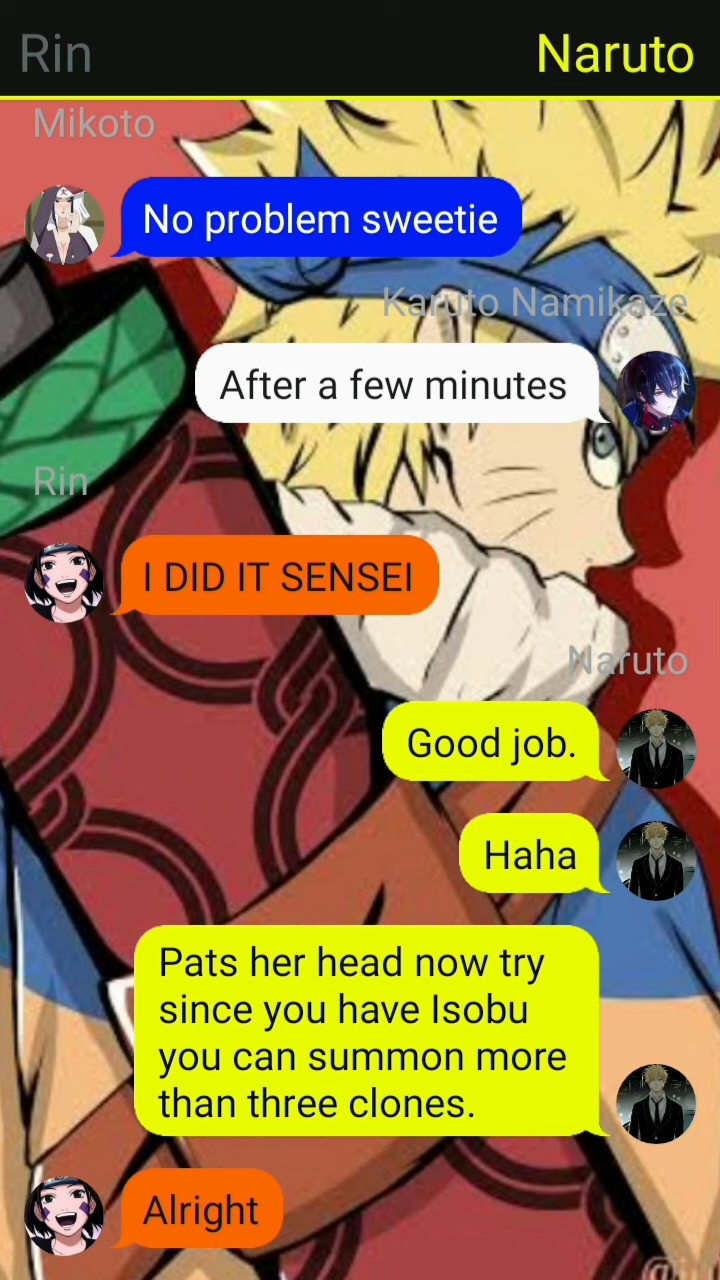 Rin
Naruto
Mikoto
No problem sweetie
Karuto Namikaze
After a few minutes
Rin
I DID IT SENSEI
Naruto
Good job.
Haha
Pats her head now try
since you have Isobu
you can summon more
than three clones.
Alright